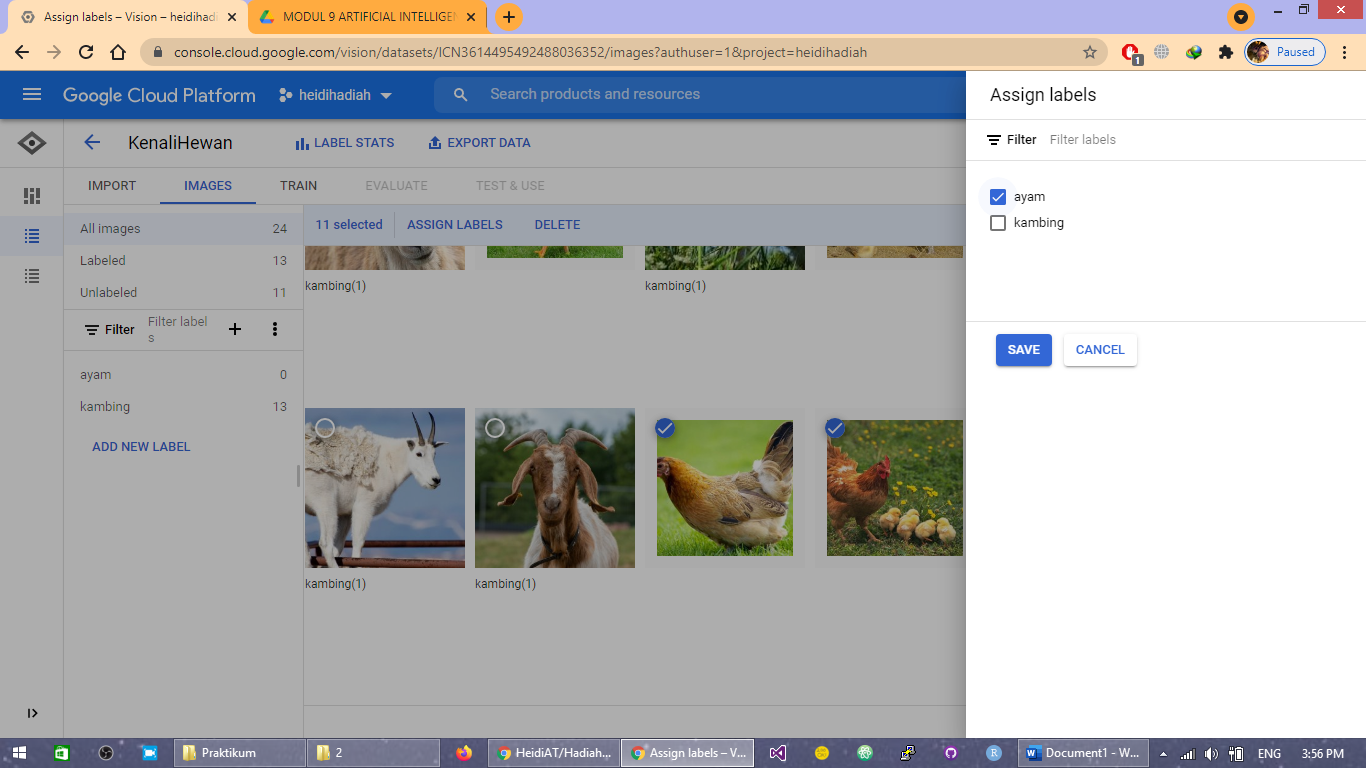 Assign labels – Vision – heidihadi
MODUL 9 ARTIFICIAL INTELLIGEN
console.cloud.google.com/vision/datasets/ICN3614495492488036352/images?authuser=1&project=heidihadiah
1
Paused
Google Cloud Platform
heidihadiah
Search products and resources
Assign labels
KenaliHewan
LABEL STATS
EXPORT DATA
Filter
Filter labels
IMPORT
IMAGES
TRAIN
EVALUATE
TEST & USE
ayam
kambing
All images
24
11 selected
ASSIGN LABELS
DELETE
Labeled
13
Unlabeled
11
kambing(1)
kambing(1)
Filter
Filter label
s
SAVE
CANCEL
ayam
0
kambing
13
ADD NEW LABEL
kambing(1)
kambing(1)
Praktikum
2
HeidiAT/Hadiah...
Assign labels – V...
R
Document1 - W...
ENG
3:56 PM